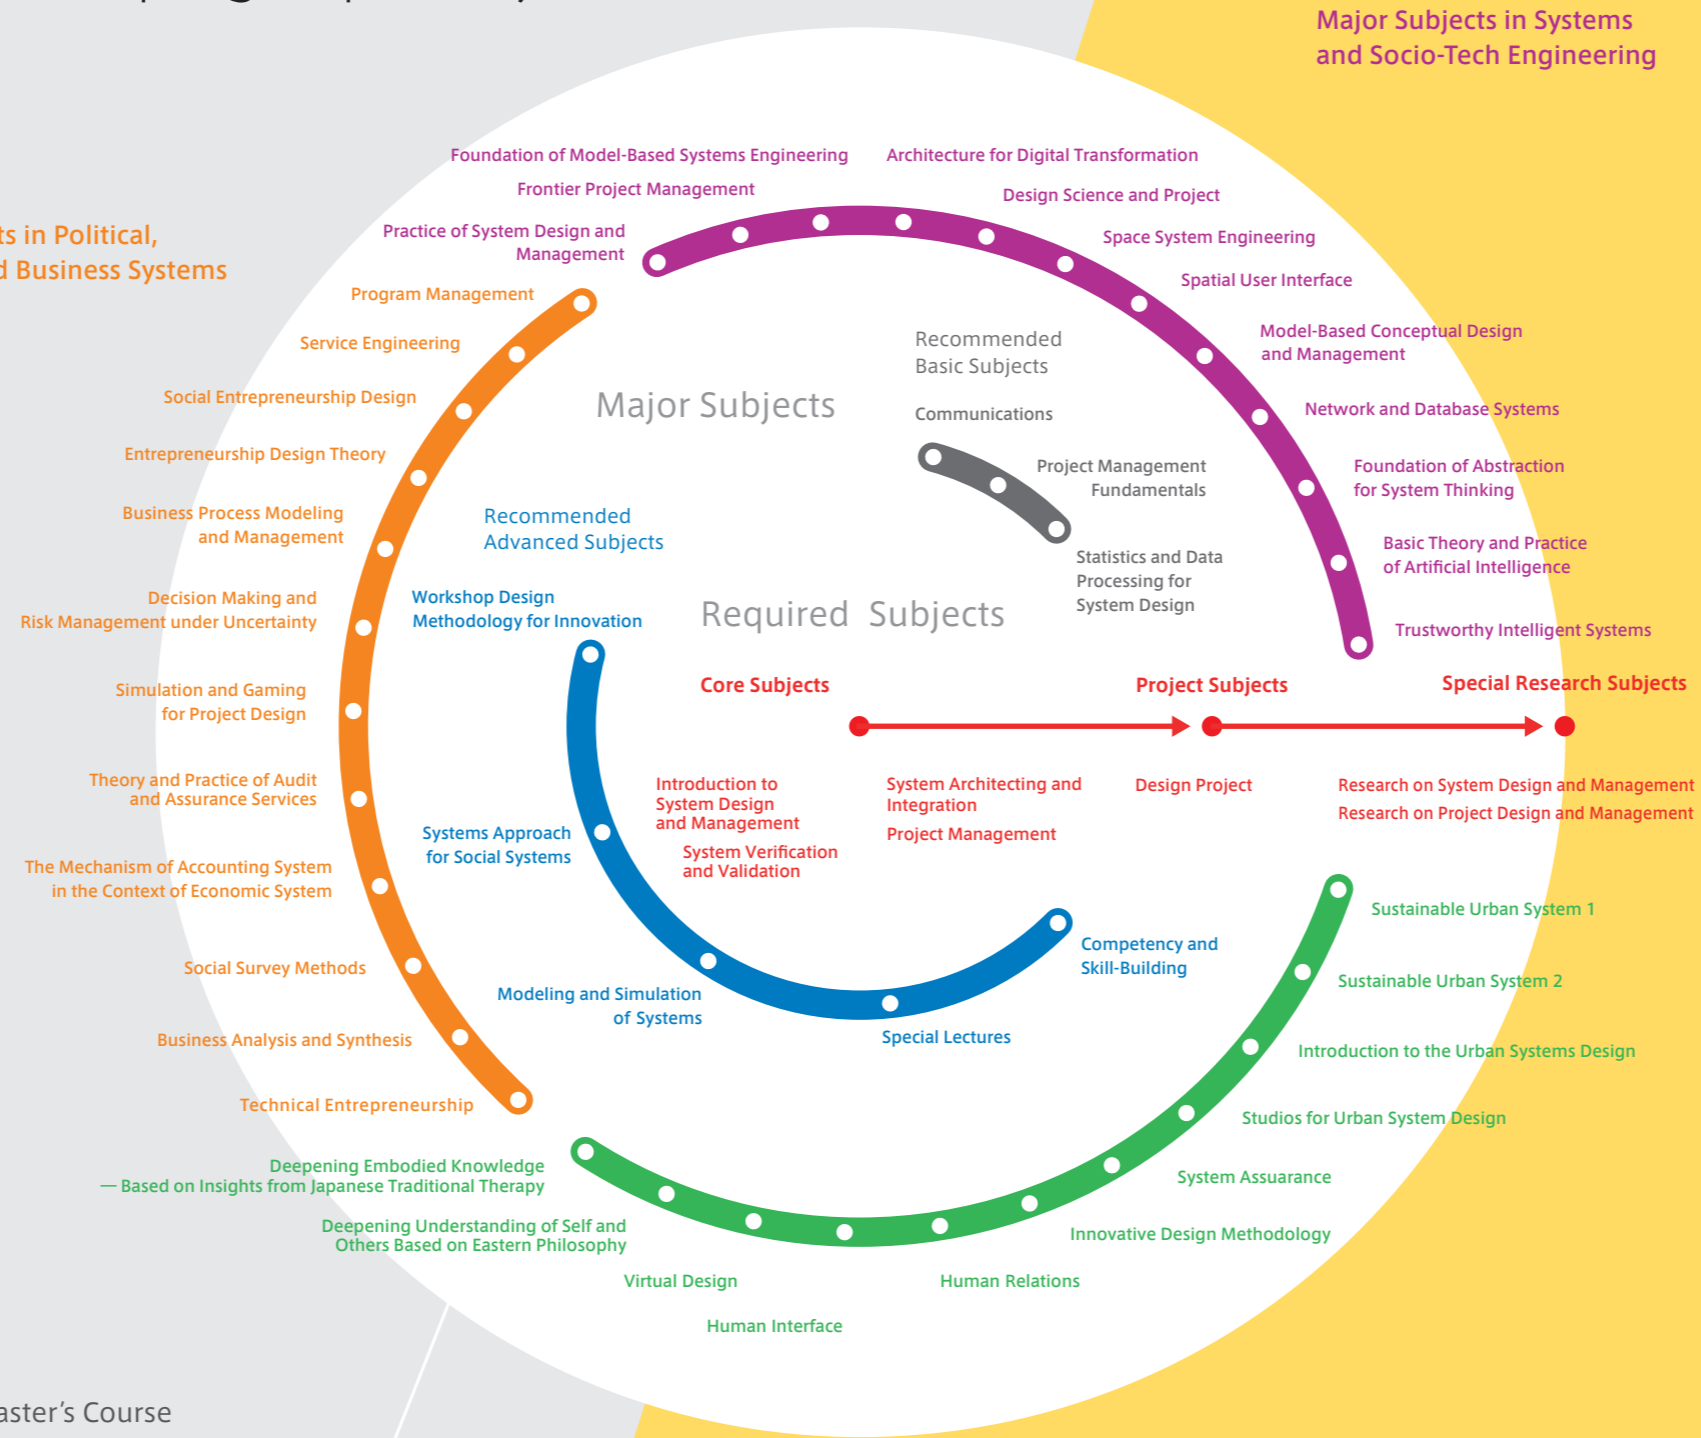 Major Subjects in Systems
and Socio-Tech Engineering
ts in Political,
d Business Systems
Foundation of Model-Based Systems Engineering
Architecture for Digital Transformation
Frontier Project Management
Design Science and Project
Practice of System Design and
Management
Space System Engineering
Spatial User Interface
Program Management
Model-Based Conceptual Design
and Management
Service Engineering
Recommended
Basic Subjects
Social Entrepreneurship Design
Major Subjects
Communications
Network and Database Systems
Entrepreneurship Design Theory
Project Management
Fundamentals
Foundation of Abstraction
for System Thinking
Business Process Modeling
and Management
Recommended
Advanced Subjects
Statistics and Data
Processing for
System Design
Basic Theory and Practice
of Artificial Intelligence
Decision Making and
Risk Management under Uncertainty
Workshop Design
Methodology for Innovation
Required Subjects
Trustworthy Intelligent Systems
Simulation and Gaming
for Project Design
Core Subjects
Project Subjects
Special Research Subjects
Theory and Practice of Audit
and Assurance Services
Introduction to
System Design
and Management
System Verification
and Validation
System Architecting and
Integration
Project Management
Design Project
Research on System Design and Management
Research on Project Design and Management
Systems Approach
for Social Systems
The Mechanism of Accounting System
in the Context of Economic System
Sustainable Urban System 1
Social Survey Methods
Modeling and Simulation
of Systems
Competency and
Skill-Building
Sustainable Urban System 2
Business Analysis and Synthesis
Special Lectures
Introduction to the Urban Systems Design
Technical Entrepreneurship
Studios for Urban System Design
Deepening Embodied Knowledge
— Based on Insights from Japanese Traditional Therapy
System Assuarance
Deepening Understanding of Self and
Others Based on Eastern Philosophy
Innovative Design Methodology
Virtual Design
Human Relations
Human Interface
aster's Course